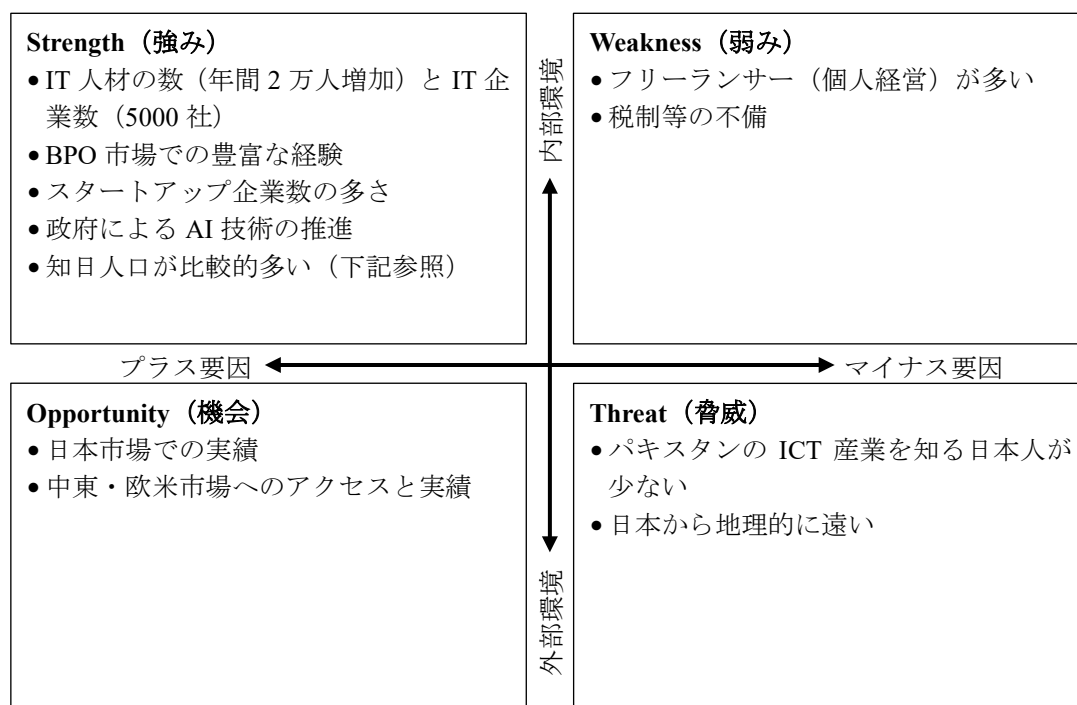 Strength（強み）
• IT 人材の数（年間 2 万人増加）と IT 企
業数（5000 社）
• BPO 市場での豊富な経験
• スタートアップ企業数の多さ
• 政府による AI 技術の推進
• 知日人口が比較的多い（下記参照）
内部環境
Weakness（弱み）
• フリーランサー（個人経営）が多い
• 税制等の不備
プラス要因
マイナス要因
Opportunity（機会）
• 日本市場での実績
• 中東・欧米市場へのアクセスと実績
外部環境
Threat（脅威）
• パキスタンの ICT 産業を知る日本人が
少ない
• 日本から地理的に遠い